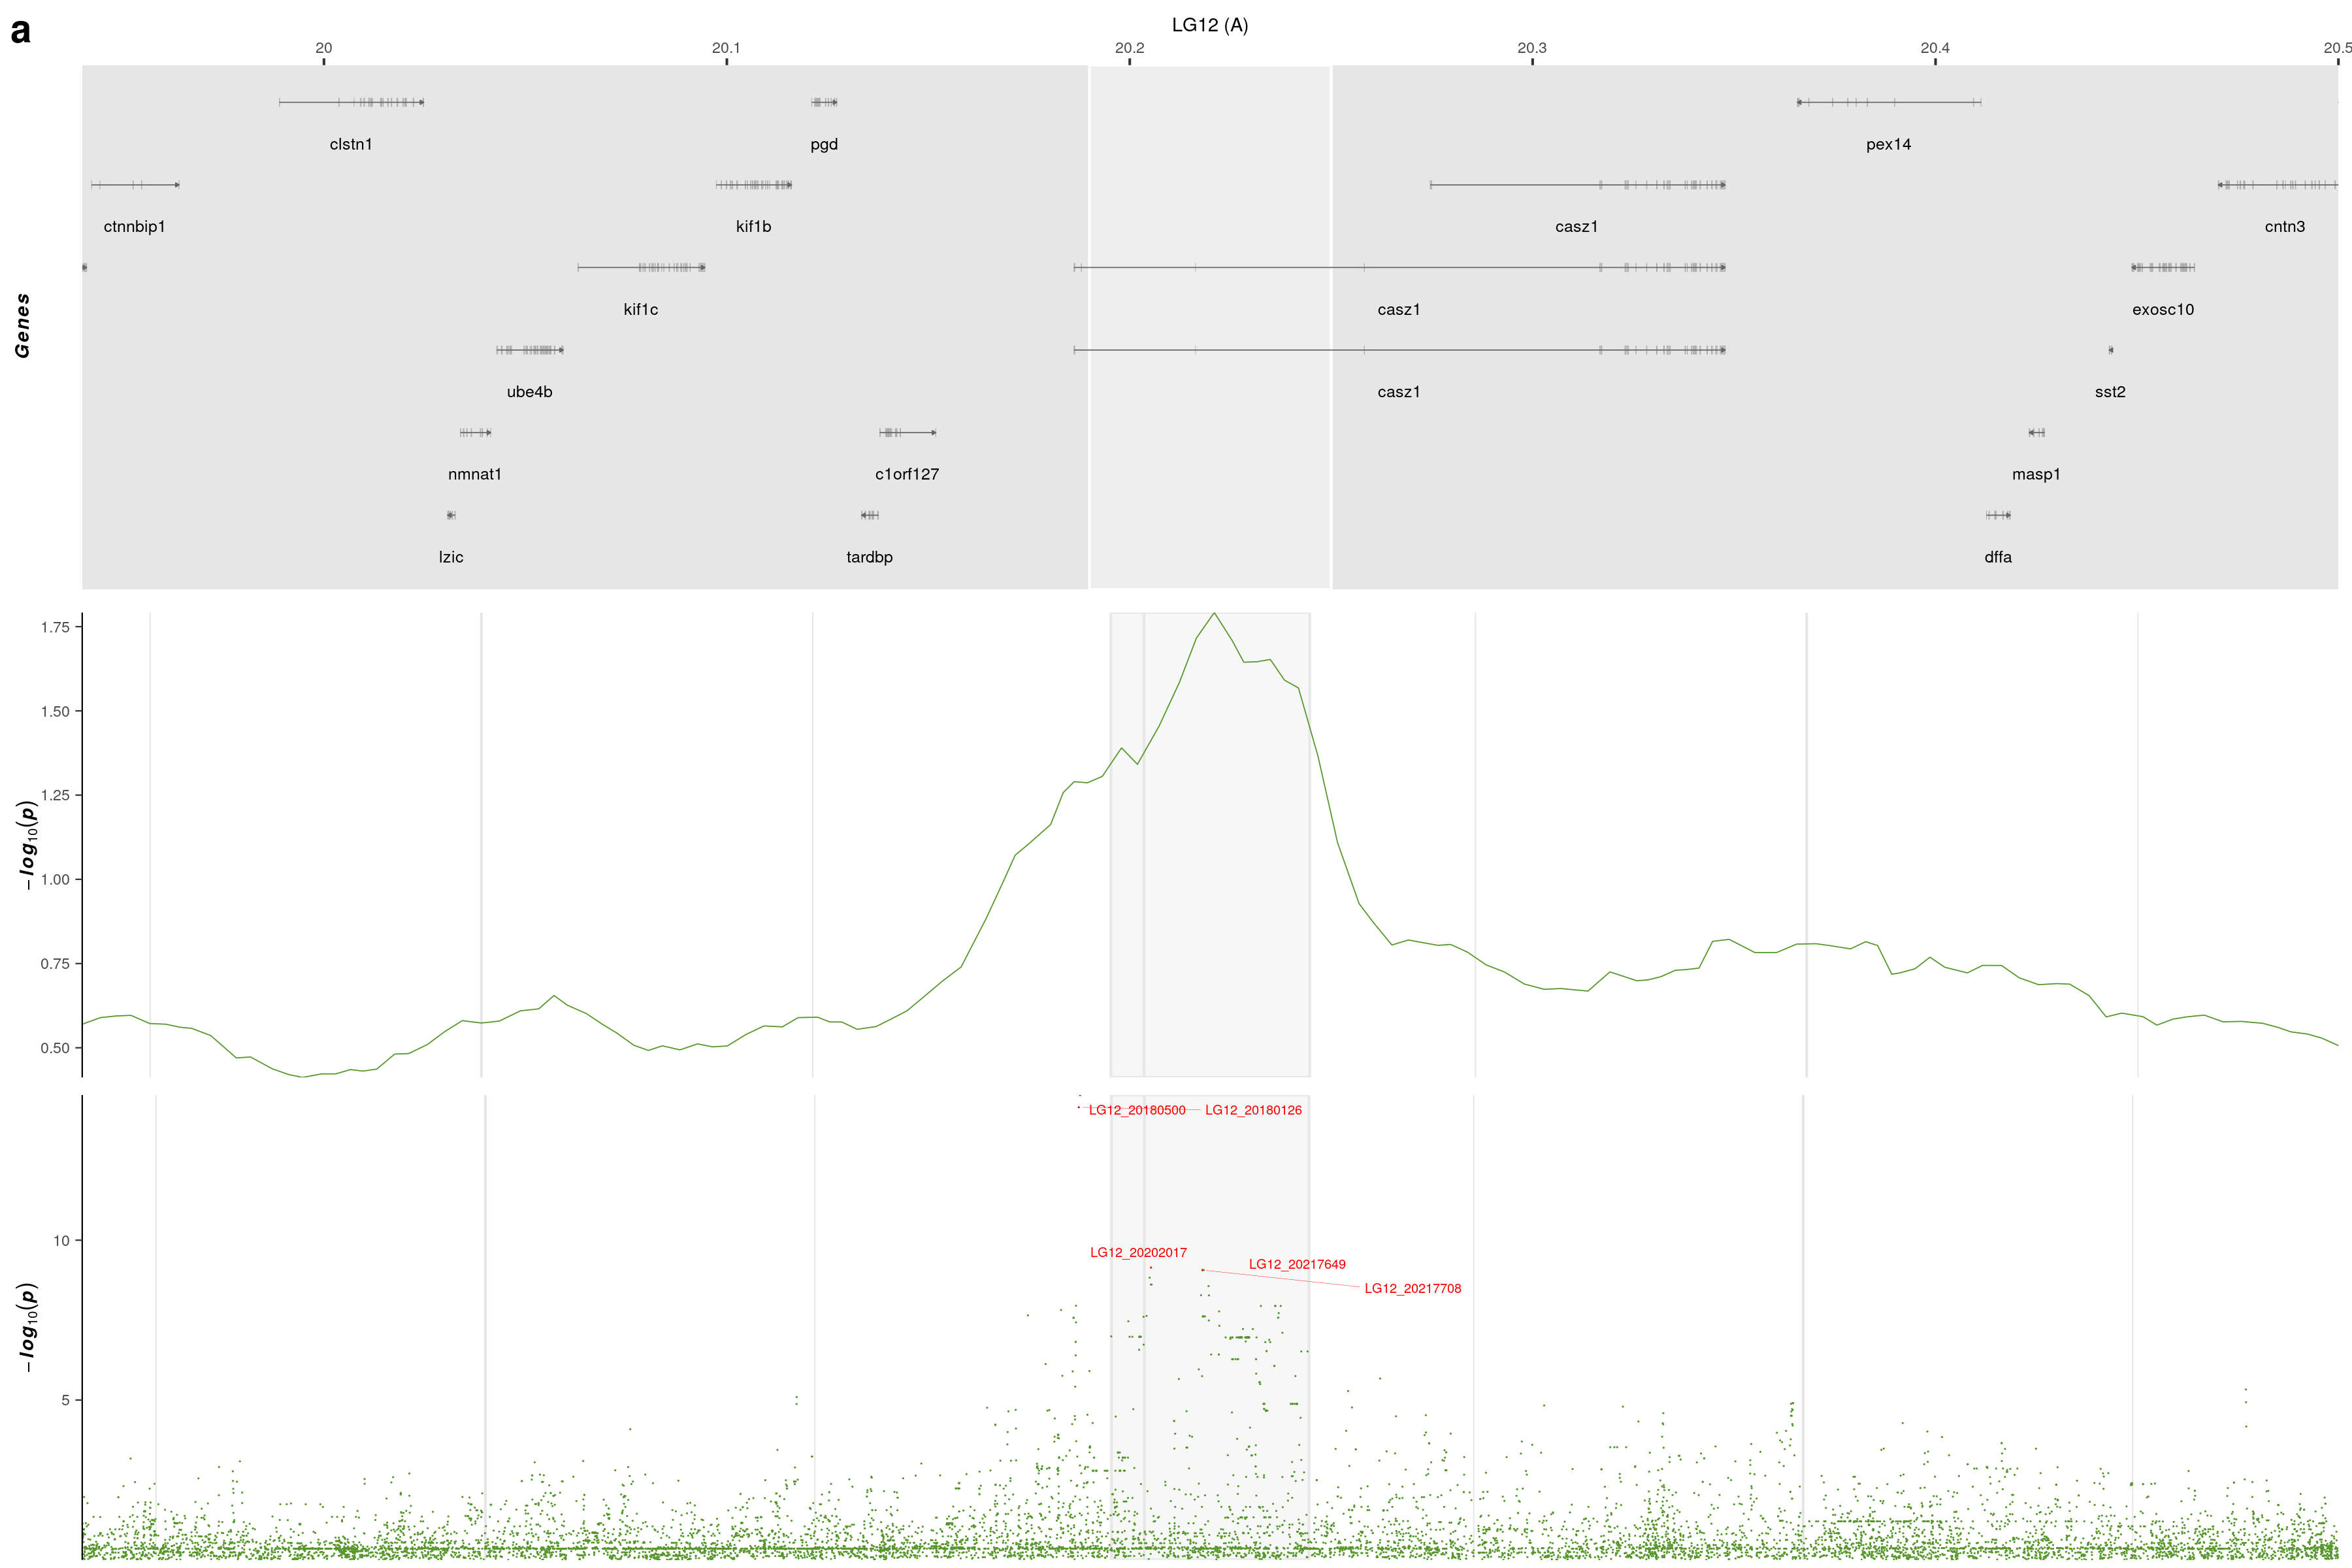 a
LG12 (A)
20 20.1 20.2 20.3 20.4 20.5
Genes
clstn1 pgd pex14
ctnnbip1 kif1b casz1 cntn3
kif1c casz1 exosc10
ube4b casz1 sst2
nmnat1 c1orf127 masp1
lzic tardbp dffa
−log10(p)
1.75
1.50
1.25
1.00
0.75
0.50
−log10(p)
10
5
LG12_20180500 LG12_20180126
LG12_20202017
LG12_20217649
LG12_20217708